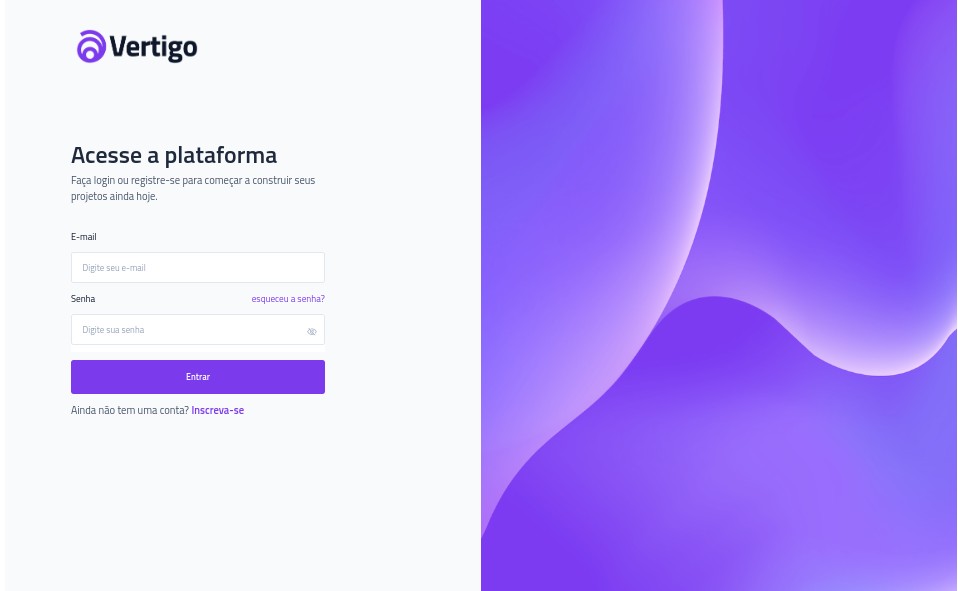 Vertigo
Acesse a plataforma
Faça login ou registre-se para começar a construir seus
projetos ainda hoje.
E-mail
Digite seu e-mail
Senha esqueceu a senha?
Digite sua senha
Entrar
Ainda não tem uma conta? Inscreva-se